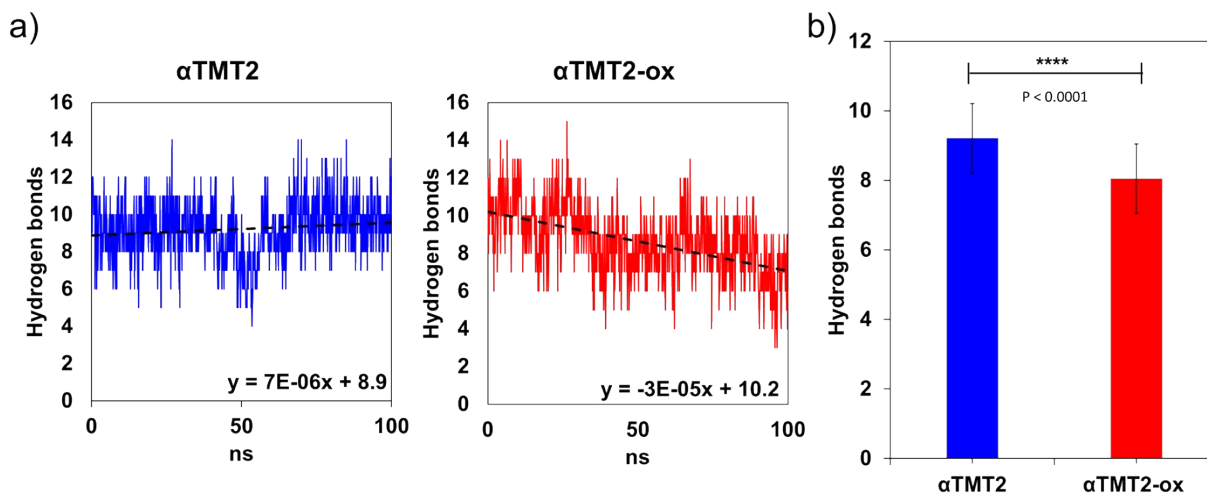 a)
αTMT2
Hydrogen bonds
16
14
12
10
8
6
4
2
0
y = 7E-06x + 8.9
0
50
100
ns
αTMT2-ox
Hydrogen bonds
16
14
12
10
8
6
4
2
0
y = -3E-05x + 10.2
0
50
100
ns
b)
Hydrogen bonds
12
10
8
6
4
2
0
****
P < 0.0001
αTMT2
αTMT2-ox